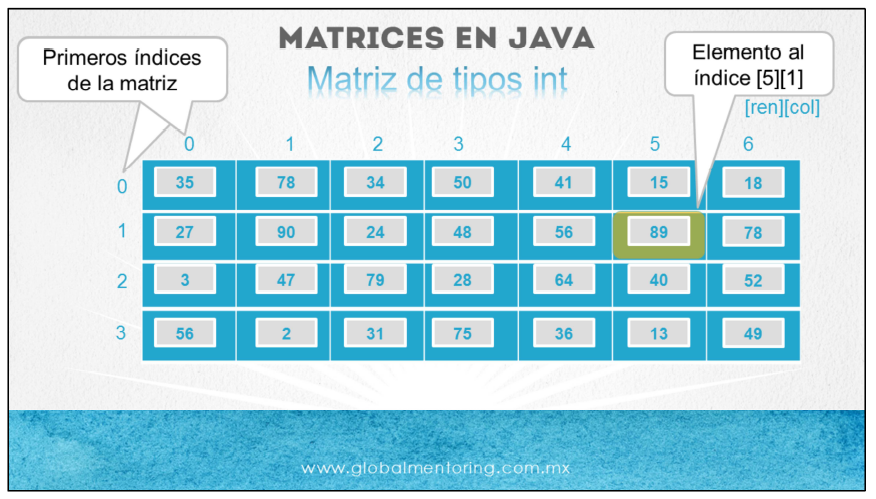 MATRICES EN JAVA
Matriz de tipos int
Primeros índices
de la matriz
Elemento al
índice [5][1]
[ren][col]
0 1 2 3 4 5 6
0 35 78 34 50 41 15 18
1 27 90 24 48 56 89 78
2 3 47 79 28 64 40 52
3 56 2 31 75 36 13 49
www.globalmentoring.com.mx